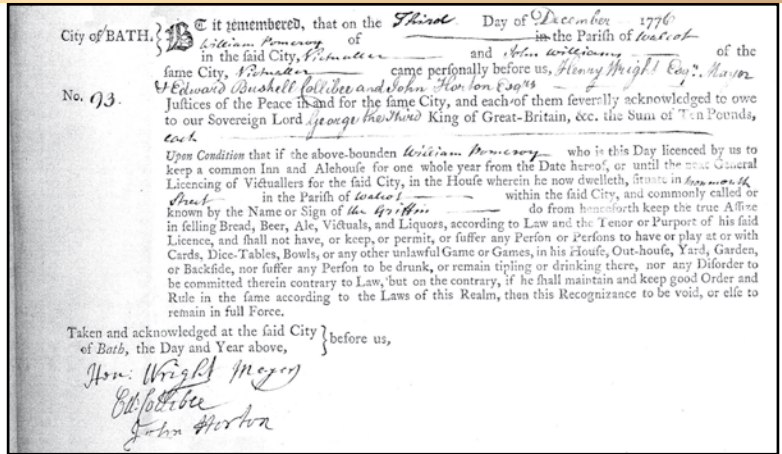 City of BATH. } BE it remembered, that on the Third Day of December 1776
William Pomeroy of in the Parish of Walcot
in the said City, Victualler and John Williams of the
same City, Victualler came personally before us, Henry Wright Esqr. Mayor
& Edward Bushell Collibee and John Horton Esqrs
No. 93. Justices of the Peace in and for the same City, and each of them severally acknowledged to owe
to our Sovereign Lord George the Third King of Great-Britain, &c. the Sum of Ten Pounds,
each
Upon Condition that if the above-bounden William Pomeroy who is this Day licenced by us to
keep a common Inn and Alehouse for one whole year from the Date hereof, or until the next General
Licencing of Victuallers for the said City, in the House wherein he now dwelleth, situate in Monmouth
Street in the Parish of Walcot within the said City, and commonly called or
known by the Name or Sign of the Griffin do from henceforth keep the true Assize
in selling Bread, Beer, Ale, Victuals, and Liquors, according to Law and the Tenor or Purport of his said
Licence, and shall not have, or keep, or permit, or suffer any Person or Persons to have or play at or with
Cards, Dice-Tables, Bowls, or any other unlawful Game or Games, in his House, Out-house, Yard, Garden,
or Backside, nor suffer any Person to be drunk, or remain tipling or drinking there, nor any Disorder to
be committed therein contrary to Law, but on the contrary, if he shall maintain and keep good Order and
Rule in the same according to the Laws of this Realm, then this Recognizance to be void, or else to
remain in full Force.
Taken and acknowledged at the said City
of Bath, the Day and Year above, } before us,
Hen: Wright Mayor
Ed: Collibee
John Horton